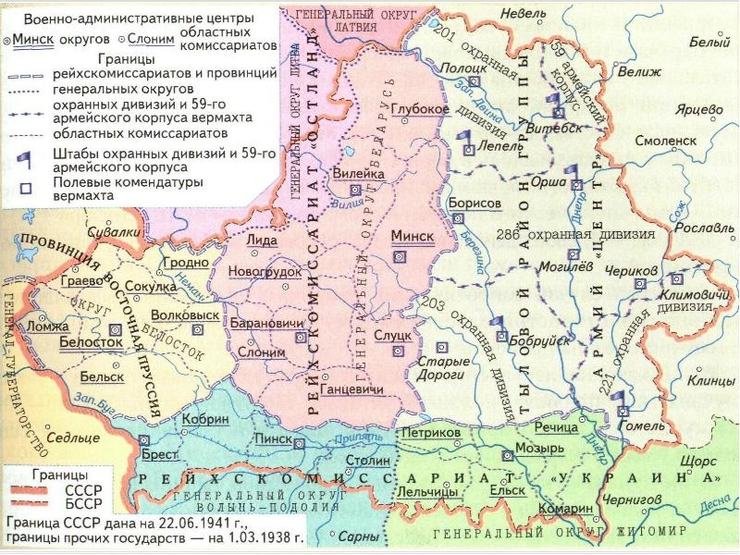 Военно-административные центры
Минск округов
Слоним областных комиссариатов
Границы
рейхскомиссариатов и провинций
генеральных округов
охранных дивизий и 59-го
армейского корпуса вермахта
областных комиссариатов
Штабы охранных дивизий и 59-го
армейского корпуса
Полевые комендатуры
вермахта
ГЕНЕРАЛЬНЫЙ ОКРУГ
ЛАТВИЯ
ГЕНЕРАЛЬНЫЙ ОКРУГ ЛИТВА
РЕЙХСКОМИССАРИАТ "ОСТЛАНД"
ГЕНЕРАЛЬНЫЙ ОКРУГ БЕЛАРУСЬ
ТЫЛОВОЙ РАЙОН ГРУППЫ
АРМИЙ "ЦЕНТР"
201 охранная
дивизия
59 армейский
корпус
286 охранная дивизия
203 охранная
дивизия
221 охранная
дивизия
Невель
Белый
Полоцк
Зап. Двина
Велиж
Глубокое
Витебск
Ярцево
Лепель
Смоленск
Вилейка
Вилия
Орша
Днепр
Сож
Борисов
Рославль
Березина
Сувалки
Лида
Минск
Гродно
Неман
Новогрудок
Могилёв
Чериков
Климовичи
ПРОВИНЦИЯ ВОСТОЧНАЯ ПРУССИЯ
ОКРУГ БЕЛОСТОК
Граево
Сокулка
Волковыск
Барановичи
Слуцк
Бобруйск
Ломжа
Белосток
Слоним
Старые
Дороги
Клинцы
Бельск
Ганцевичи
ГЕНЕРАЛ-ГУБЕРНАТОРСТВО
Зап.Буг
Кобрин
Петриков
Речица
Гомель
Седльце
Брест
Пинск
Припять
Мозырь
Днепр
Столин
РЕЙХСКОМИССАРИАТ "УКРАИНА"
Щорс
ГЕНЕРАЛЬНЫЙ ОКРУГ
ВОЛЫНЬ-ПОДОЛИЯ
Лельчицы
Ельск
Комарин
Чернигов
Десна
Сарны
ГЕНЕРАЛЬНЫЙ ОКРУГ ЖИТОМИР
Границы
СССР
БССР
Граница СССР дана на 22.06.1941 г.,
границы прочих государств — на 1.03.1938 г.